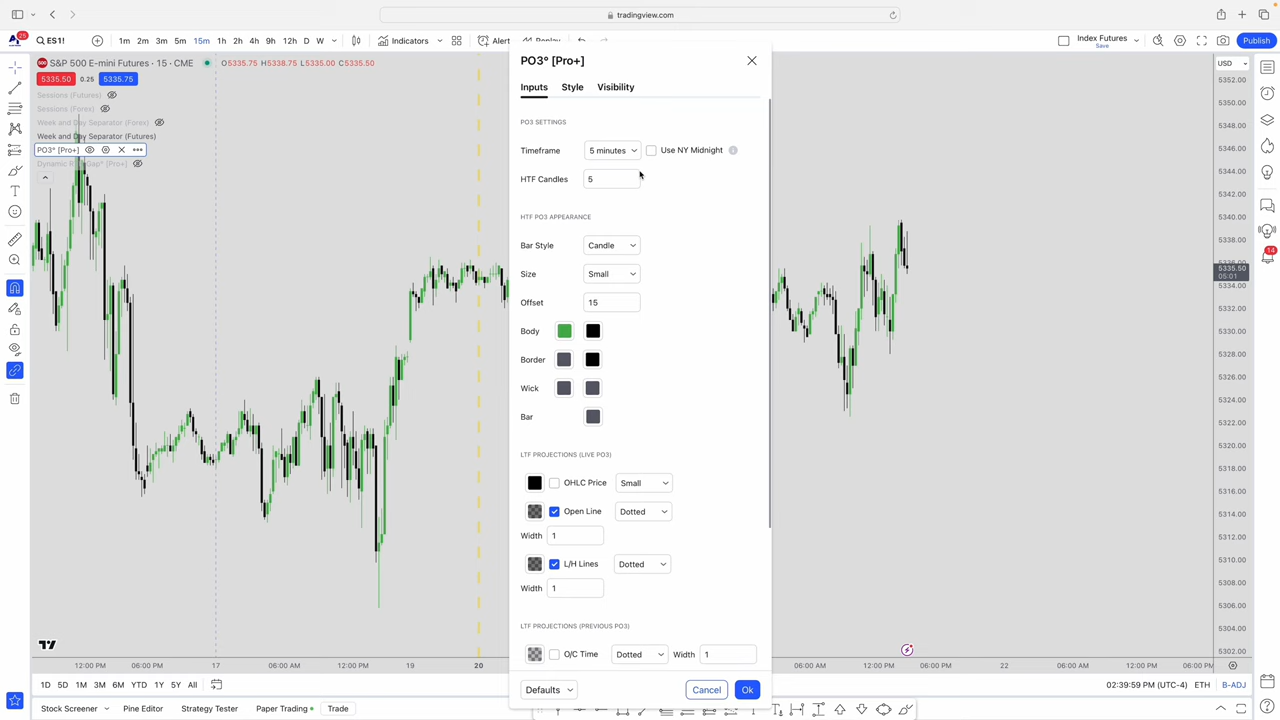 tradingview.com
25
ES1!
1m 2m 3m 5m 15m 1h 2h 4h 9h 12h D W
Indicators
Alert
Replay
Index Futures
Save
Publish
500 S&P 500 E-mini Futures · 15 · CME O5335.75 H5338.75 L5335.00 C5335.50
5335.50 0.25 5335.75
Sessions (Futures)
Sessions (Forex)
Week and Day Separator (Forex)
Week and Day Separator (Futures)
PO3° [Pro+]
PO3° [Pro+]
Inputs Style Visibility
PO3 SETTINGS
Timeframe 5 minutes Use NY Midnight
HTF Candles 5
HTF PO3 APPEARANCE
Bar Style Candle
Size Small
Offset 15
Body
Border
Wick
Bar
LTF PROJECTIONS (LIVE PO3)
OHLC Price Small
Open Line Dotted
Width 1
L/H Lines Dotted
Width 1
LTF PROJECTIONS (PREVIOUS PO3)
O/C Time Dotted Width 1
Defaults Cancel Ok
USD
5352.00
5350.00
5348.00
5346.00
5344.00
5342.00
5340.00
5338.00
5335.50
05:01
5334.00
5332.00
5330.00
5328.00
5326.00
5324.00
5322.00
5320.00
5318.00
5316.00
5314.00
5312.00
5310.00
5308.00
5306.00
5304.00
5302.00
14
12:00 PM 06:00 PM 17 06:00 AM 12:00 PM 19 20 06:00 AM 12:00 PM 06:00 PM 22 06:00 AM 12:00 PM 06:00 PM
1D 5D 1M 3M 6M YTD 1Y 5Y All
02:39:59 PM (UTC-4) ETH B-ADJ
Stock Screener Pine Editor Strategy Tester Paper Trading Trade